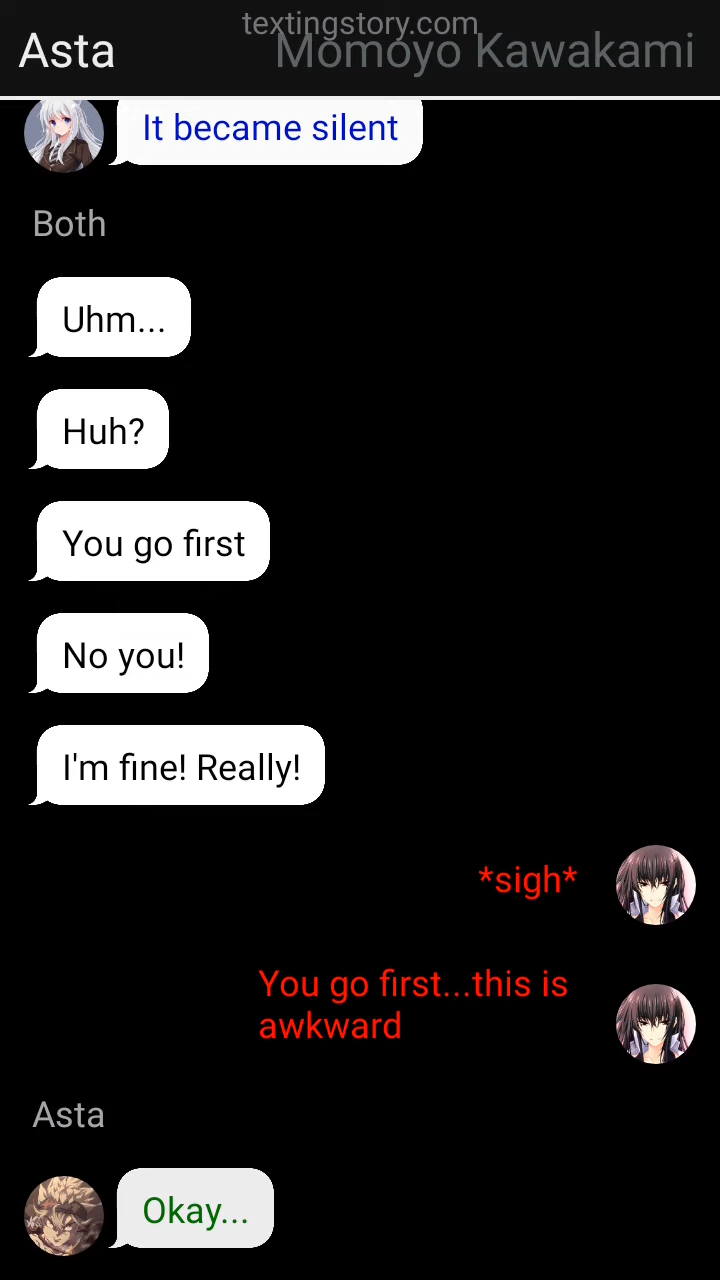 textingstory.com
Asta
Momoyo Kawakami
It became silent
Both
Uhm...
Huh?
You go first
No you!
I'm fine! Really!
*sigh*
You go first...this is
awkward
Asta
Okay...